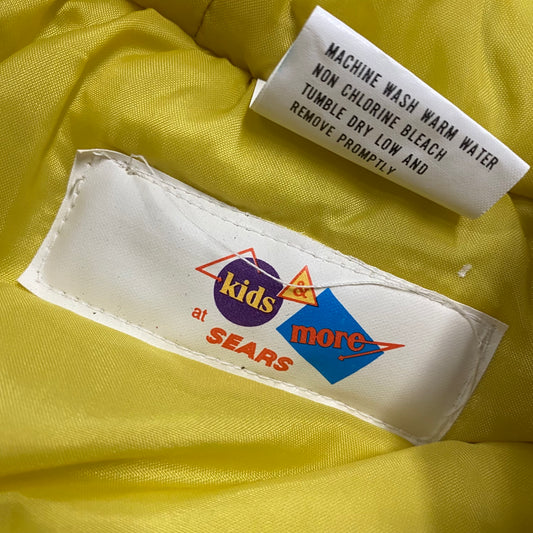 MACHINE WASH WARM WATER
NON CHLORINE BLEACH
TUMBLE DRY LOW AND
REMOVE PROMPTLY
kids & more
at SEARS